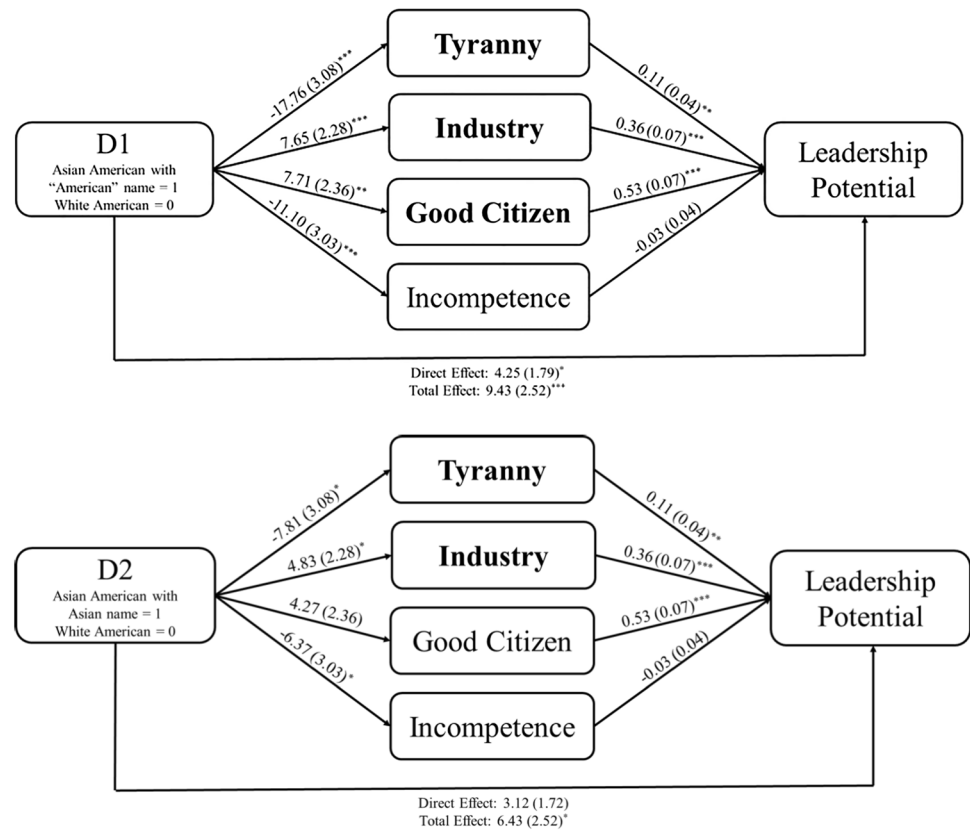 Tyranny
-17.76 (3.08)***
0.11 (0.04)**
D1
Asian American with
“American” name = 1
White American = 0
7.65 (2.28)***
Industry
0.36 (0.07)***
Leadership
Potential
7.71 (2.36)**
Good Citizen
0.53 (0.07)***
-11.10 (3.03)***
Incompetence
-0.03 (0.04)
Direct Effect: 4.25 (1.79)*
Total Effect: 9.43 (2.52)***
Tyranny
-7.81 (3.08)*
0.11 (0.04)**
D2
Asian American with
Asian name = 1
White American = 0
4.83 (2.28)*
Industry
0.36 (0.07)***
Leadership
Potential
4.27 (2.36)
Good Citizen
0.53 (0.07)***
-6.37 (3.03)*
Incompetence
-0.03 (0.04)
Direct Effect: 3.12 (1.72)
Total Effect: 6.43 (2.52)*